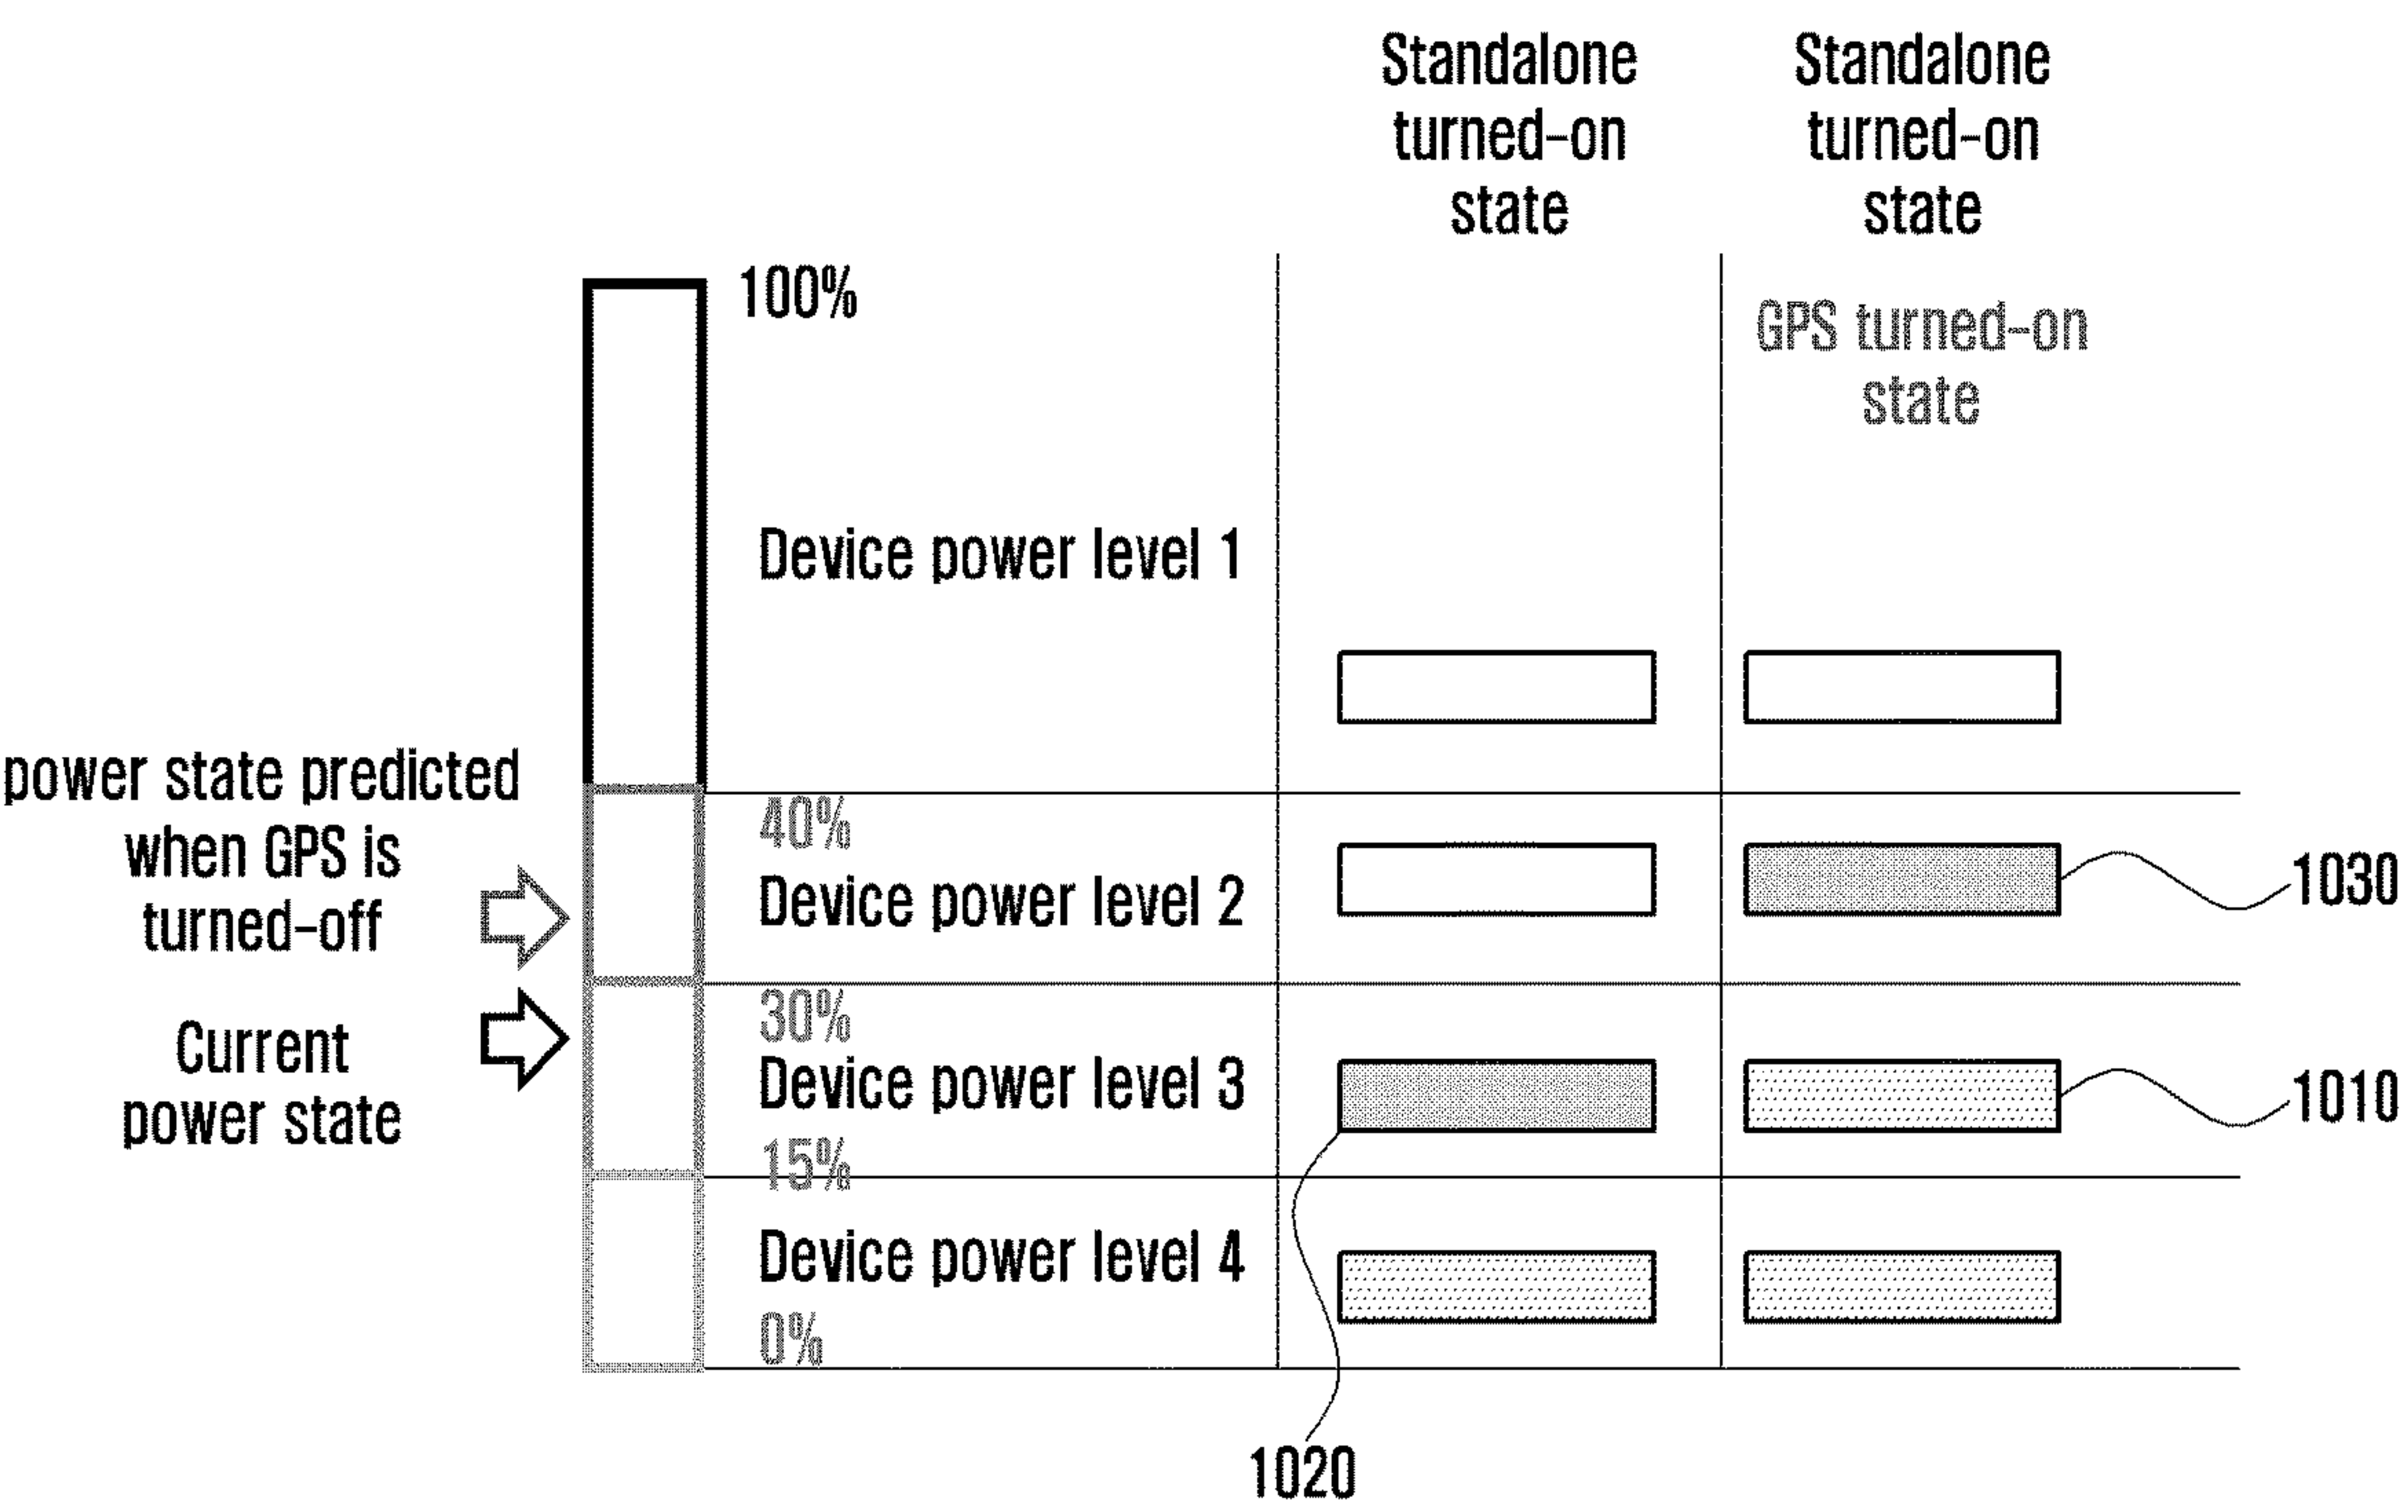 Standalone
turned-on
state
Standalone
turned-on
state
GPS turned-on
state
100%
Device power level 1
power state predicted
when GPS is
turned-off
40%
Device power level 2
1030
Current
power state
30%
Device power level 3
15%
1010
Device power level 4
0%
1020